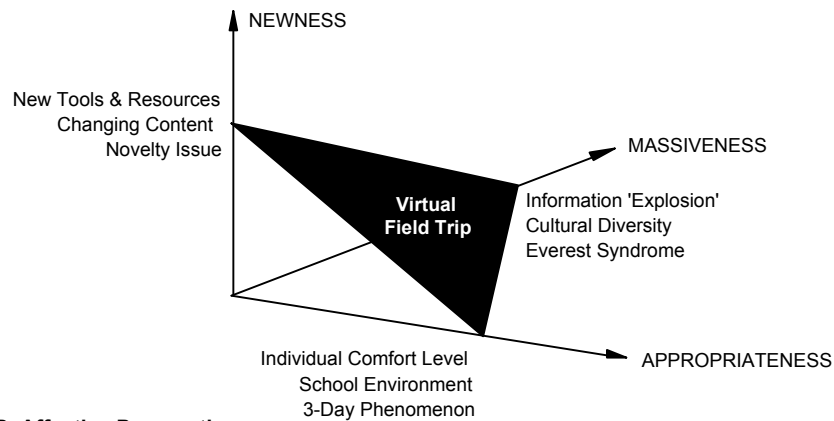 NEWNESS
New Tools & Resources
Changing Content
Novelty Issue
MASSIVENESS
Virtual
Field Trip
Information 'Explosion'
Cultural Diversity
Everest Syndrome
Individual Comfort Level
School Environment
3-Day Phenomenon
APPROPRIATENESS